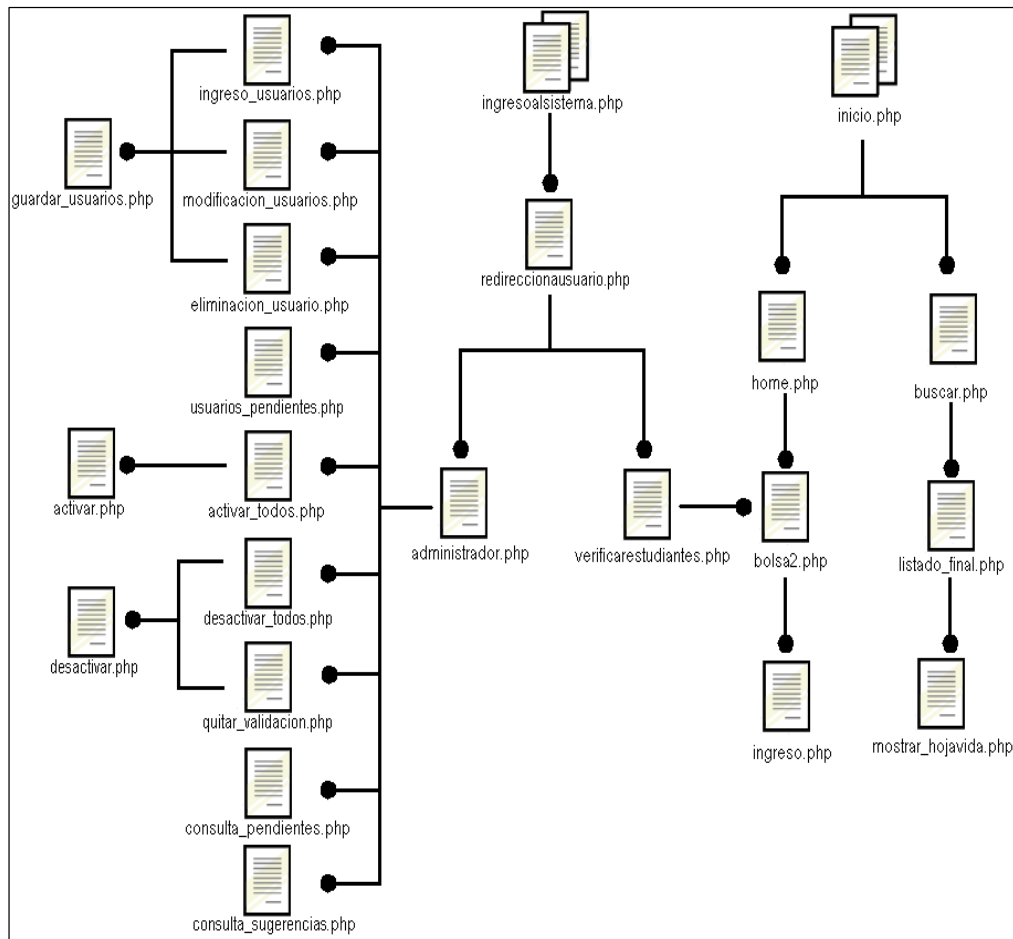 ingreso_usuarios.php
ingresoalsistema.php
inicio.php
guardar_usuarios.php
modificacion_usuarios.php
eliminacion_usuario.php
redireccionausuario.php
usuarios_pendientes.php
home.php
buscar.php
activar.php
activar_todos.php
administrador.php
verificarestudiantes.php
bolsa2.php
listado_final.php
desactivar_todos.php
desactivar.php
quitar_validacion.php
ingreso.php
mostrar_hojavida.php
consulta_pendientes.php
consulta_sugerencias.php